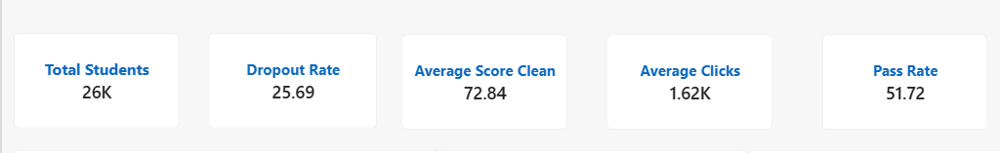 Total Students
26K
Dropout Rate
25.69
Average Score Clean
72.84
Average Clicks
1.62K
Pass Rate
51.72